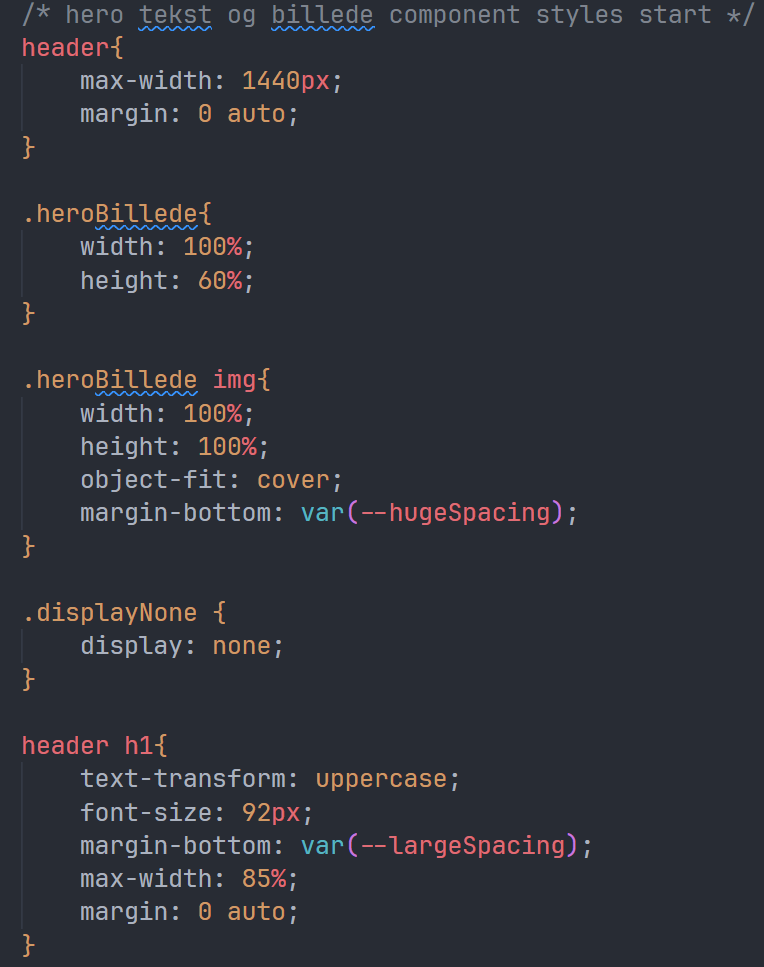 /* hero tekst og billede component styles start */
header{
    max-width: 1440px;
    margin: 0 auto;
}

.heroBillede{
    width: 100%;
    height: 60%;
}

.heroBillede img{
    width: 100%;
    height: 100%;
    object-fit: cover;
    margin-bottom: var(--hugeSpacing);
}

.displayNone {
    display: none;
}

header h1{
    text-transform: uppercase;
    font-size: 92px;
    margin-bottom: var(--largeSpacing);
    max-width: 85%;
    margin: 0 auto;
}